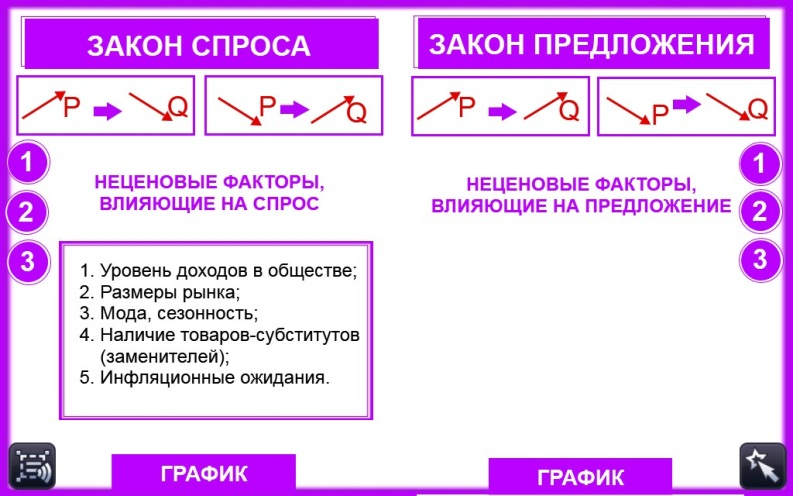 ЗАКОН СПРОСА
P Q
P Q
1
2
3
НЕЦЕНОВЫЕ ФАКТОРЫ,
ВЛИЯЮЩИЕ НА СПРОС
1. Уровень доходов в обществе;
2. Размеры рынка;
3. Мода, сезонность;
4. Наличие товаров-субститутов
(заменителей);
5. Инфляционные ожидания.
ГРАФИК
ЗАКОН ПРЕДЛОЖЕНИЯ
P Q
P Q
1
2
3
НЕЦЕНОВЫЕ ФАКТОРЫ,
ВЛИЯЮЩИЕ НА ПРЕДЛОЖЕНИЕ
ГРАФИК